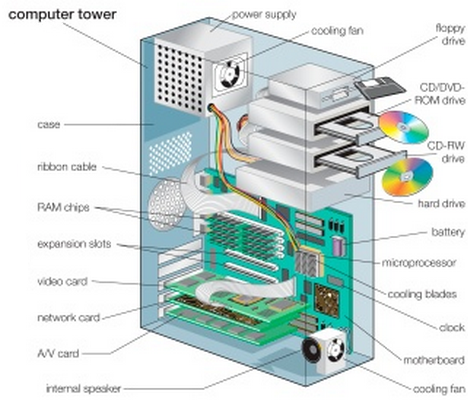 computer tower
power supply
cooling fan
floppy
drive
CD/DVD-
ROM drive
CD-RW
drive
hard drive
battery
microprocessor
cooling blades
clock
motherboard
cooling fan
case
ribbon cable
RAM chips
expansion slots
video card
network card
A/V card
internal speaker